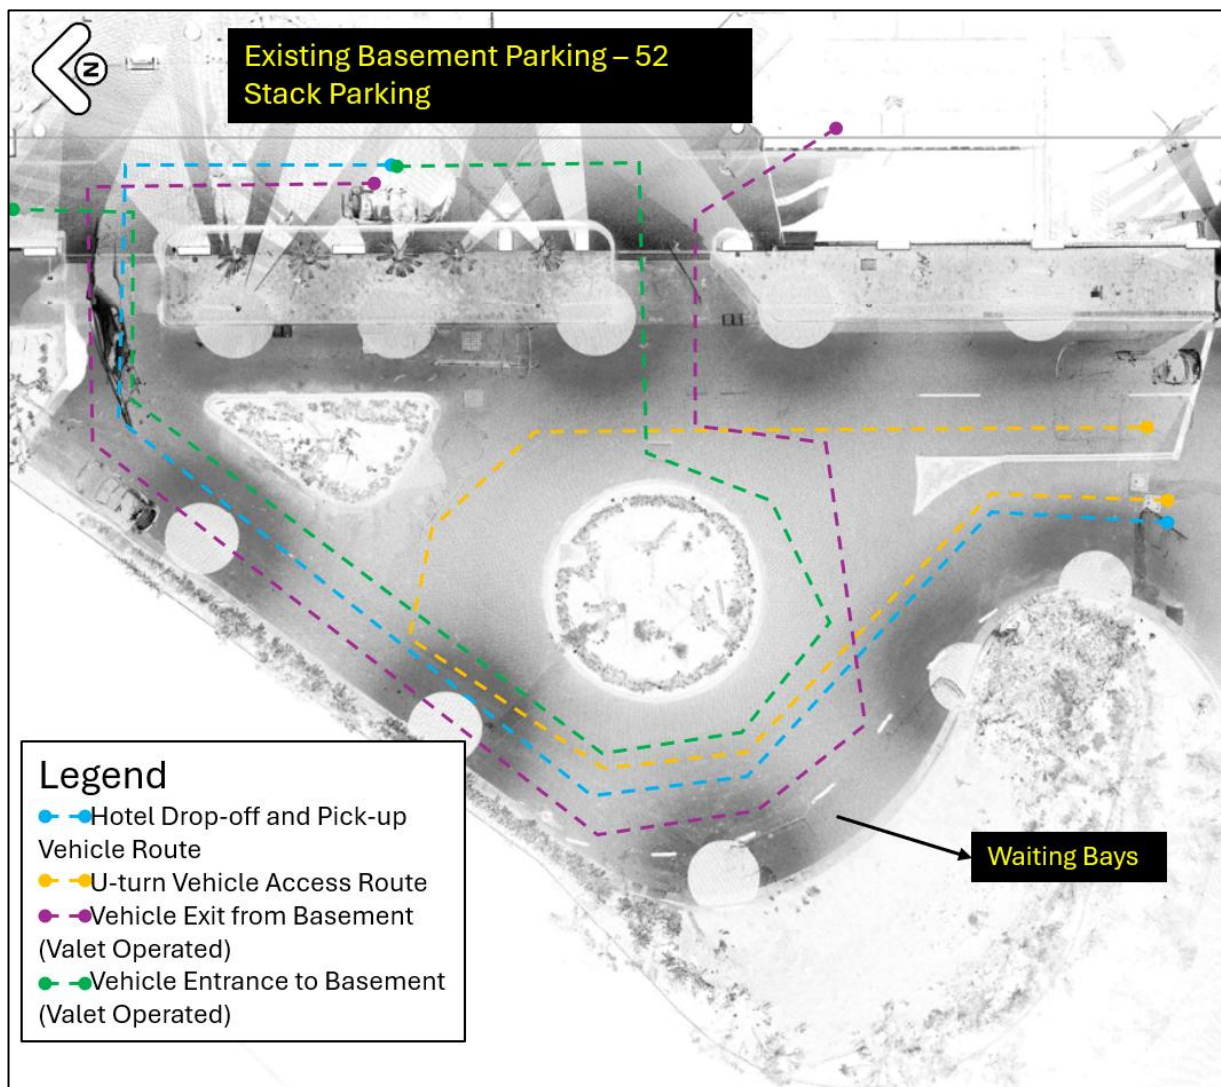 N
Existing Basement Parking – 52
Stack Parking
Waiting Bays
Legend
Hotel Drop-off and Pick-up
Vehicle Route
U-turn Vehicle Access Route
Vehicle Exit from Basement
(Valet Operated)
Vehicle Entrance to Basement
(Valet Operated)